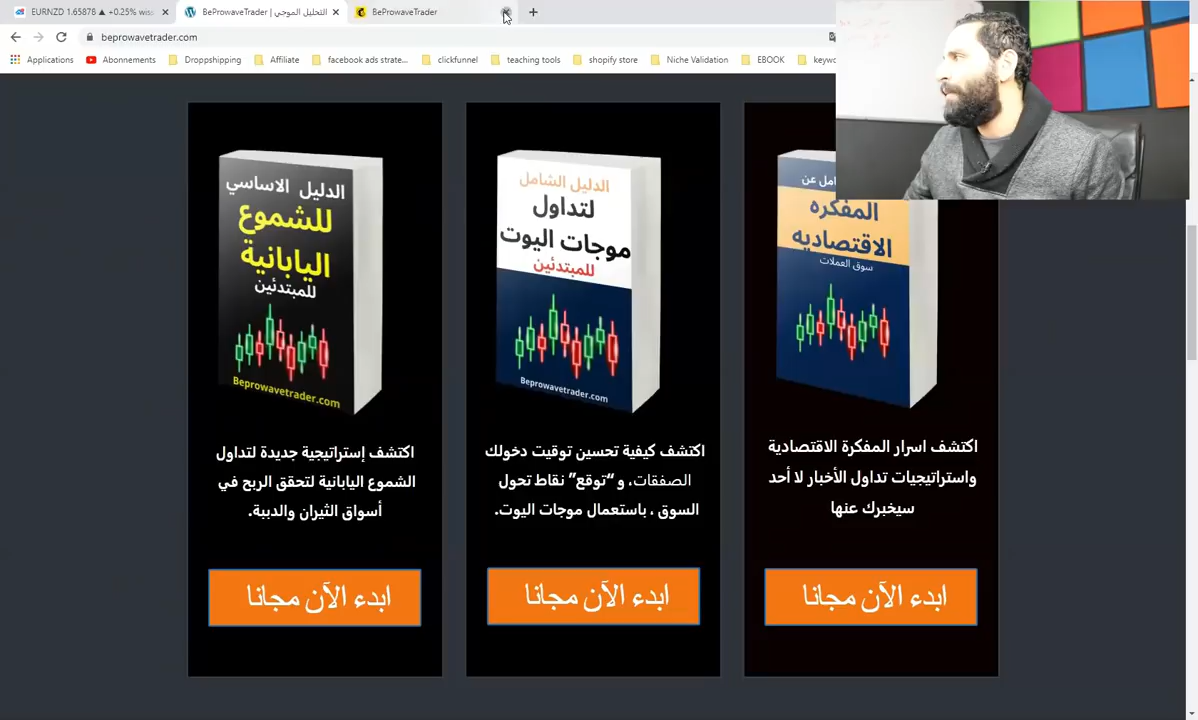 EURNZD 1.65878 ▲ +0.25%
BeProwaveTrader | التحليل الموجي
BeProwaveTrader
beprowavetrader.com
Applications
Abonnements
Droppshipping
Affiliate
facebook ads strate...
clickfunnel
teaching tools
shopify store
Niche Validation
EBOOK
الدليل الاساسي
للشموع
اليابانية
للمبتدئين
Beprowavetrader.com
اكتشف إستراتيجية جديدة لتداول
الشموع اليابانية لتحقق الربح في
أسواق الثيران والدببة.
ابدء الآن مجانا
الدليل الشامل
لتداول
موجات اليوت
للمبتدئين
Beprowavetrader.com
اكتشف كيفية تحسين توقيت دخولك
الصفقات، و “توقع” نقاط تحول
السوق ، باستعمال موجات اليوت.
ابدء الآن مجانا
عن
المفكره
الاقتصاديه
سوق العملات
اكتشف اسرار المفكرة الاقتصادية
واستراتيجيات تداول الأخبار لا أحد
سيخبرك عنها
ابدء الآن مجانا